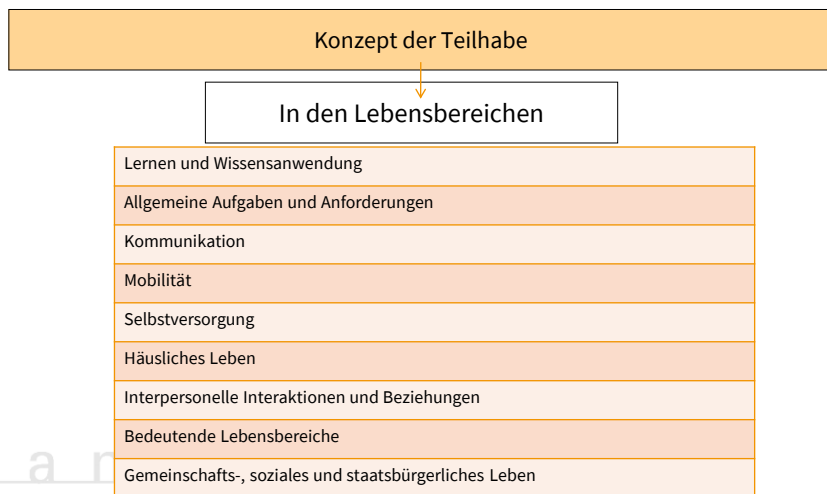 Konzept der Teilhabe
In den Lebensbereichen
Lernen und Wissensanwendung
Allgemeine Aufgaben und Anforderungen
Kommunikation
Mobilität
Selbstversorgung
Häusliches Leben
Interpersonelle Interaktionen und Beziehungen
Bedeutende Lebensbereiche
Gemeinschafts-, soziales und staatsbürgerliches Leben